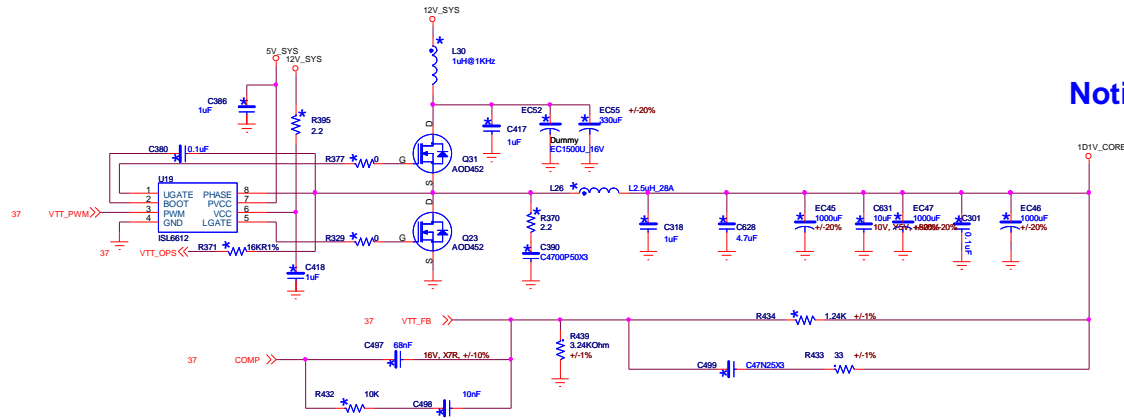 12V_SYS
5V_SYS
12V_SYS
L30
1uH@1KHz
Noti
C386
1uF
R395
2.2
EC52
EC55 +/-20%
330uF
C417
1uF
Dummy
EC1500U_16V
1D1V_CORE
C380 0.1uF
D
G
S
Q31
AOD452
R377 0
U19
1 UGATE PHASE 8
2 BOOT PVCC 7
3 PWM VCC 6
4 GND LGATE 5
ISL6612
37 VTT_PWM
L26 L2.5uH_28A
D
G
S
Q23
AOD452
R329 0
R370
2.2
C390
C4700P50X3
C318
1uF
C628
4.7uF
EC45
1000uF
+/-20%
C631
10uF
EC47
1000uF
C301
0.1uF
EC46
1000uF
+/-20%
37 VTT_OPS
R371 16KR1%
C418
1uF
37 VTT_FB
R434 1.24K +/-1%
R439
3.24KOhm
+/-1%
37 COMP
C497 68nF
16V, X7R, +/-10%
C499 C47N25X3
R433 33 +/-1%
R432 10K
C498 10nF